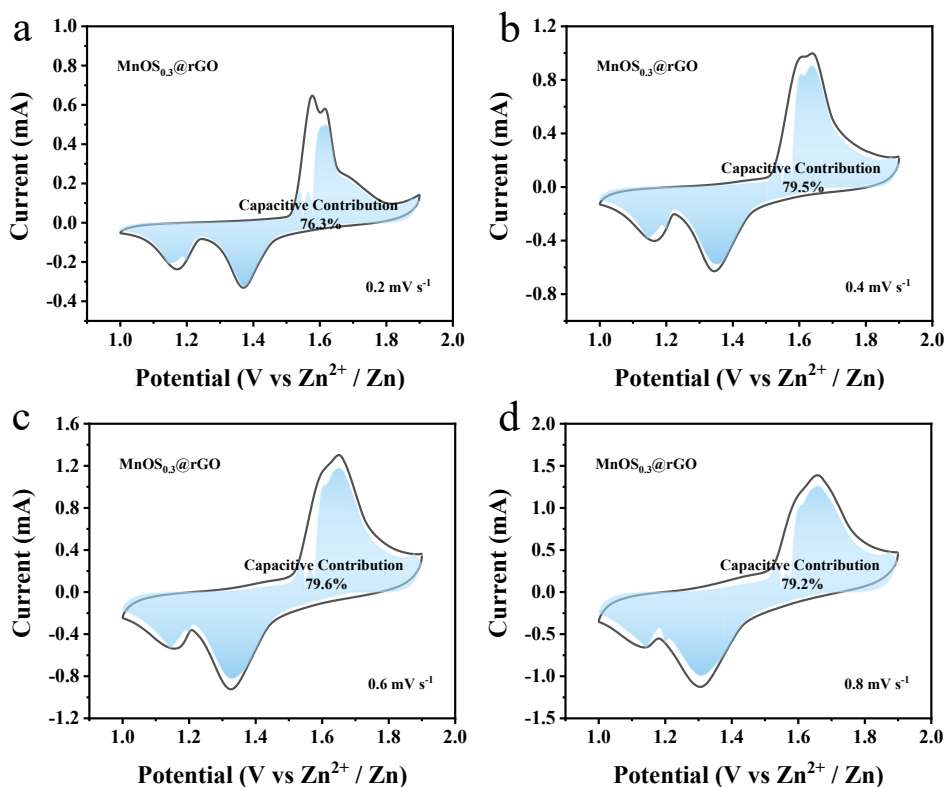 a
MnOS0.3@rGO
Capacitive Contribution
76.3%
0.2 mV s-1
Current (mA)
1.0
0.8
0.6
0.4
0.2
0.0
-0.2
-0.4
1.0 1.2 1.4 1.6 1.8 2.0
Potential (V vs Zn2+ / Zn)
b
MnOS0.3@rGO
Capacitive Contribution
79.5%
0.4 mV s-1
Current (mA)
1.2
0.8
0.4
0.0
-0.4
-0.8
1.0 1.2 1.4 1.6 1.8 2.0
Potential (V vs Zn2+ / Zn)
c
MnOS0.3@rGO
Capacitive Contribution
79.6%
0.6 mV s-1
Current (mA)
1.6
1.2
0.8
0.4
0.0
-0.4
-0.8
-1.2
1.0 1.2 1.4 1.6 1.8 2.0
Potential (V vs Zn2+ / Zn)
d
MnOS0.3@rGO
Capacitive Contribution
79.2%
0.8 mV s-1
Current (mA)
2.0
1.5
1.0
0.5
0.0
-0.5
-1.0
-1.5
1.0 1.2 1.4 1.6 1.8 2.0
Potential (V vs Zn2+ / Zn)